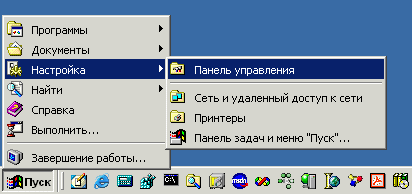 Программы
Документы
Настройка
Найти
Справка
Выполнить...
Завершение работы...
Панель управления
Сеть и удаленный доступ к сети
Принтеры
Панель задач и меню "Пуск"...
Пуск
msdn